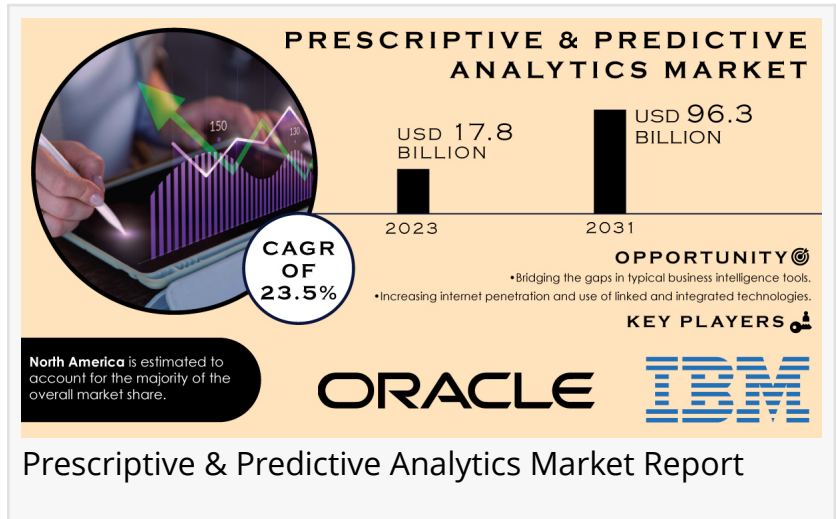 PRESCRIPTIVE & PREDICTIVE
ANALYTICS MARKET
150
130
USD 17.8
BILLION
USD 96.3
BILLION
2023
2031
CAGR
OF
23.5%
OPPORTUNITY
•Bridging the gaps in typical business intelligence tools.
•Increasing internet penetration and use of linked and integrated technologies.
KEY PLAYERS
North America is estimated to
account for the majority of the
overall market share.
ORACLE
IBM
Prescriptive & Predictive Analytics Market Report